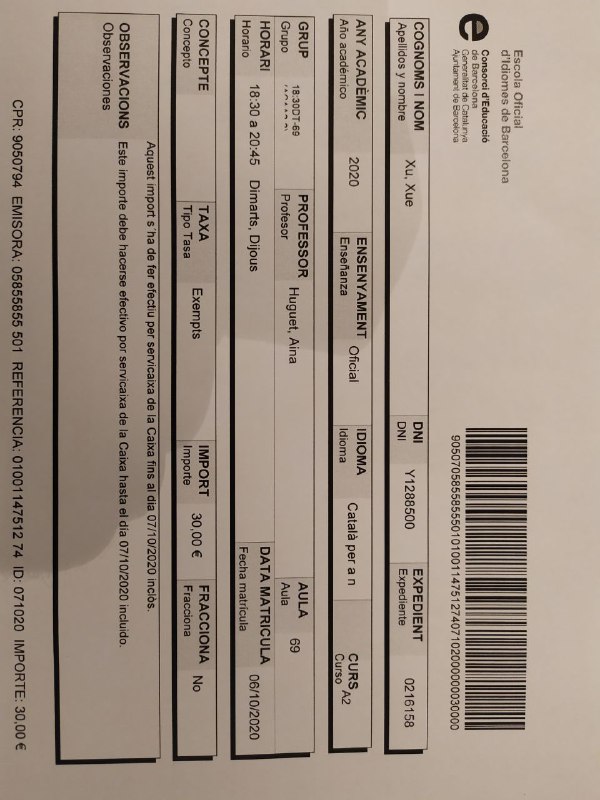 Escola Oficial
d'Idiomes de Barcelona
Consorci d'Educació
de Barcelona
Generalitat de Catalunya
Ajuntament de Barcelona
9050705855855501010011475127407102000000030000
COGNOMS I NOM
Apellidos y nombre
Xu, Xue
DNI
DNI
Y1288500
EXPEDIENT
Expediente
0216158
ANY ACADÈMIC
Año académico
2020
ENSENYAMENT
Enseñanza
Oficial
IDIOMA
Idioma
Català per a n
CURS
Curso
A2
GRUP
Grupo
18:30DT-69
PROFESSOR
Profesor
Huguet, Aina
AULA
Aula
69
HORARI
Horario
18:30 a 20:45 Dimarts, Dijous
DATA MATRICULA
Fecha matrícula
06/10/2020
CONCEPTE
Concepto
TAXA
Tipo Tasa
Exempts
IMPORT
Importe
30,00 €
FRACCIONA
Fracciona
No
Aquest import s'ha de fer efectiu per servicaixa de la Caixa fins al dia 07/10/2020 inclòs.
OBSERVACIONS
Observaciones
Este importe debe hacerse efectivo por servicaixa de la Caixa hasta el día 07/10/2020 incluido.
CPR: 9050794 EMISORA: 05855855 501 REFERENCIA: 01001147512 74 ID: 071020 IMPORTE: 30,00 €